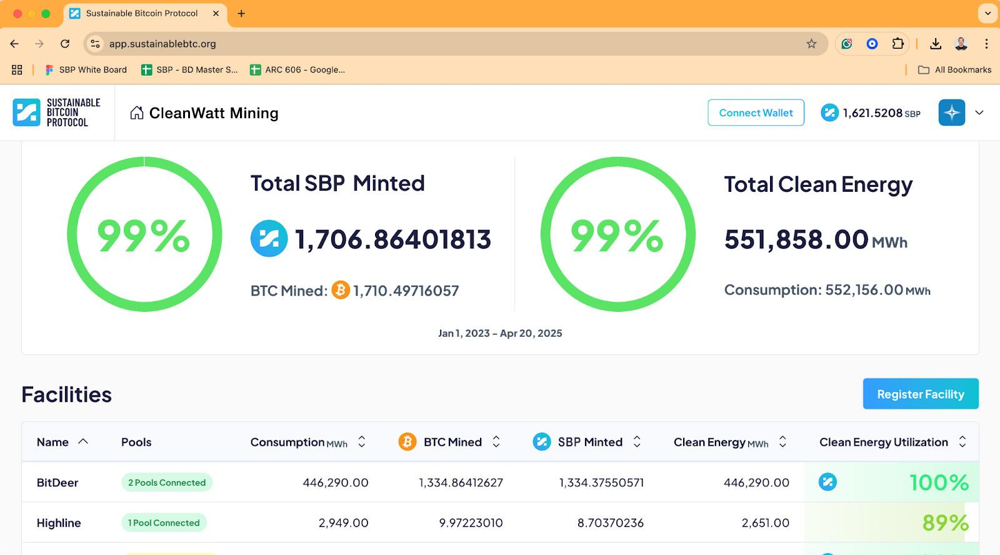 Sustainable Bitcoin Protocol
app.sustainablebtc.org
SBP White Board
SBP - BD Master S...
ARC 606 - Google...
All Bookmarks
SUSTAINABLE
BITCOIN
PROTOCOL
CleanWatt Mining
Connect Wallet
1,621.5208 SBP
99%
Total SBP Minted
1,706.86401813
BTC Mined: 1,710.49716057
99%
Total Clean Energy
551,858.00 MWh
Consumption: 552,156.00 MWh
Jan 1, 2023 - Apr 20, 2025
Facilities
Register Facility
Name Pools Consumption MWh BTC Mined SBP Minted Clean Energy MWh Clean Energy Utilization
BitDeer 2 Pools Connected 446,290.00 1,334.86412627 1,334.37550571 446,290.00 100%
Highline 1 Pool Connected 2,949.00 9.97223010 8.70370236 2,651.00 89%